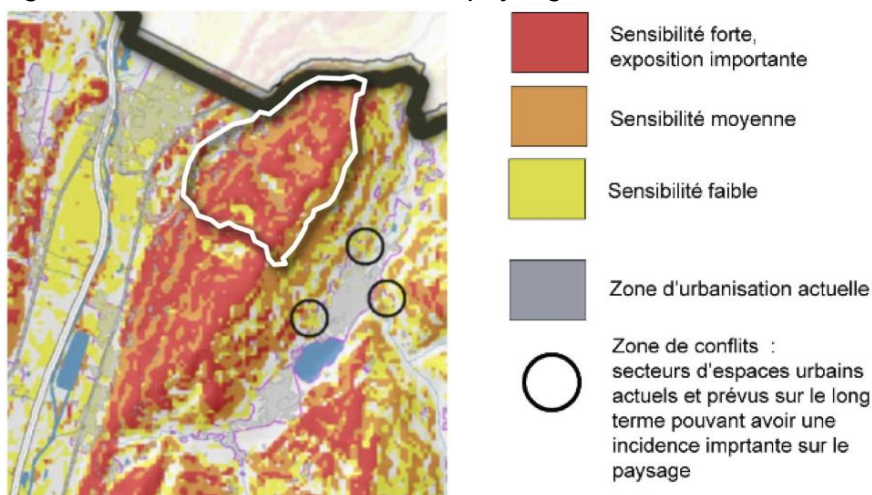 Sensibilité forte,
exposition importante
Sensibilité moyenne
Sensibilité faible
Zone d'urbanisation actuelle
Zone de conflits :
secteurs d'espaces urbains
actuels et prévus sur le long
terme pouvant avoir une
incidence imprtante sur le
paysage